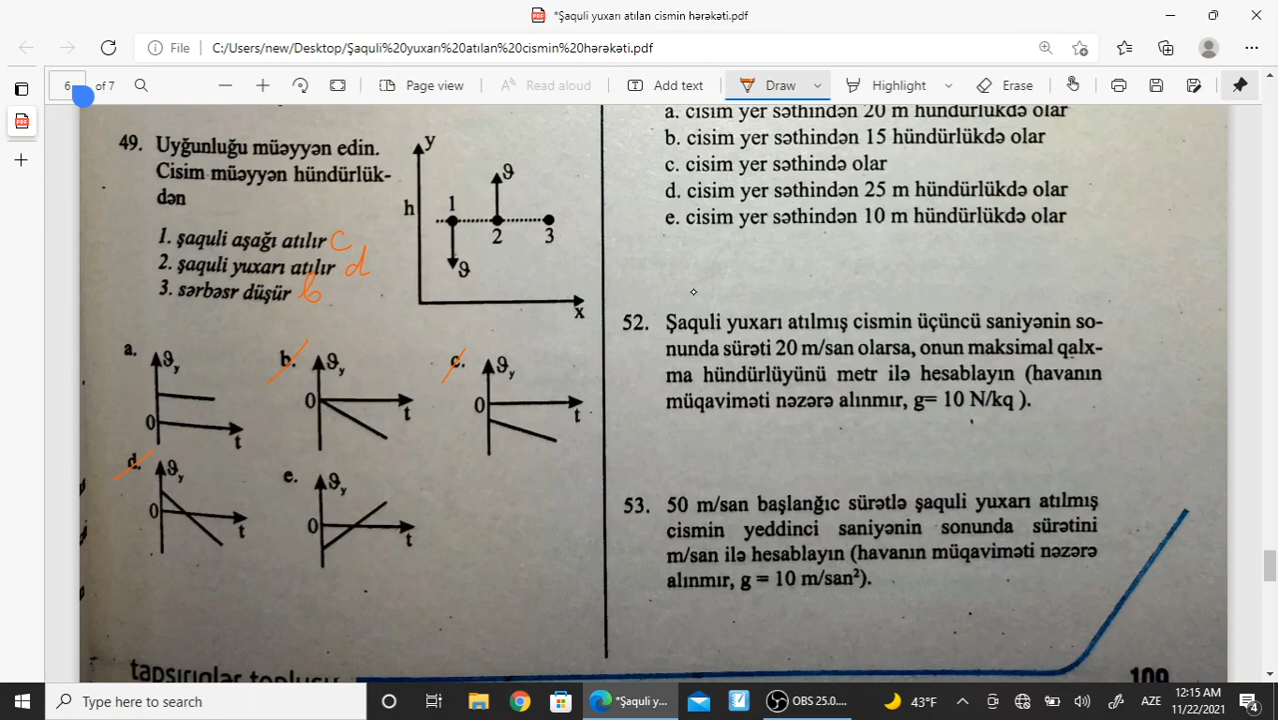 *Şaquli yuxarı atılan cismin hərəkəti.pdf
File
C:/Users/new/Desktop/Şaquli%20yuxarı%20atılan%20cismin%20hərəkəti.pdf
6 of 7
Page view
Read aloud
Add text
Draw
Highlight
Erase
49. Uyğunluğu müəyyən edin.
Cisim müəyyən hündürlük-
dən
1. şaquli aşağı atılır c
2. şaquli yuxarı atılır d
3. sərbəsr düşür b
y
h
ϑ
1
2
3
ϑ
x
a.
ϑy
0
t
b.
ϑy
0
t
c.
ϑy
0
t
d.
ϑy
0
t
e.
ϑy
0
t
tapşırıqlar toplusu
a. cisim yer səthindən 20 m hündürlükdə olar
b. cisim yer səthindən 15 hündürlükdə olar
c. cisim yer səthində olar
d. cisim yer səthindən 25 m hündürlükdə olar
e. cisim yer səthindən 10 m hündürlükdə olar
52. Şaquli yuxarı atılmış cismin üçüncü saniyənin so-
nunda sürəti 20 m/san olarsa, onun maksimal qalx-
ma hündürlüyünü metr ilə hesablayın (havanın
müqaviməti nəzərə alınmır, g= 10 N/kq ).
53. 50 m/san başlanğıc sürətlə şaquli yuxarı atılmış
cismin yeddinci saniyənin sonunda sürətini
m/san ilə hesablayın (havanın müqaviməti nəzərə
alınmır, g = 10 m/san²).
109
Type here to search
*Şaquli y...
OBS 25.0....
43°F
AZE
12:15 AM
11/22/2021
4